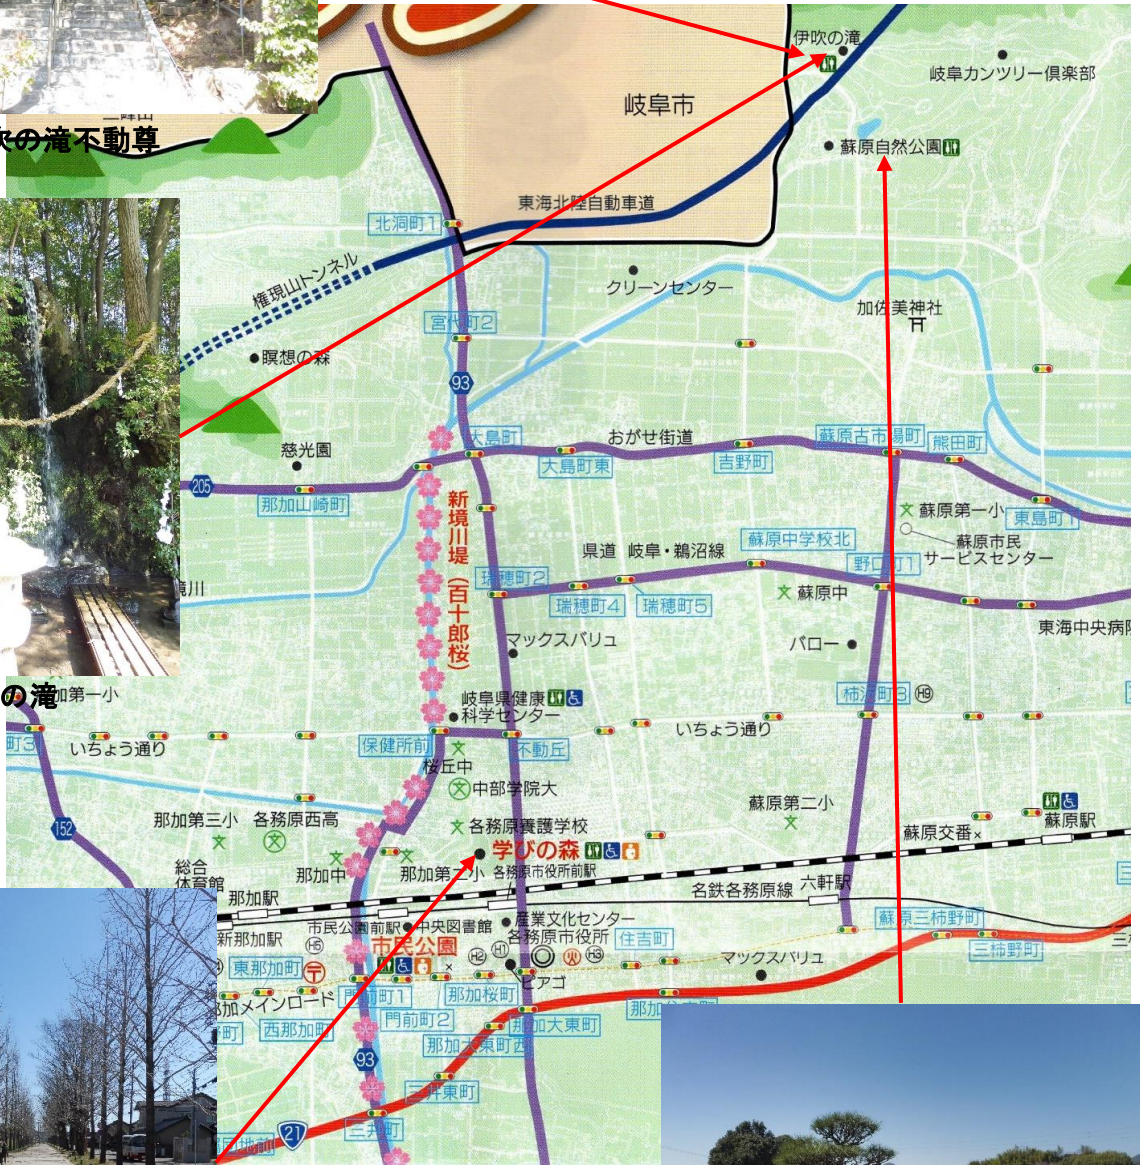 伊吹の滝
岐阜カンツリー倶楽部
岐阜市
の滝不動尊
蘇原自然公園
東海北陸自動車道
北洞町1
権現山トンネル
クリーンセンター
加佐美神社
宮代町2
瞑想の森
93
大島町
おがせ街道
蘇原古市場町
熊田町
慈光園
大島町東
吉野町
205
那加山崎町
新境川堤（百十郎桜）
蘇原第一小
東島町1
蘇原市民
サービスセンター
蘇原中学校北
県道 岐阜・鵜沼線
野口町1
瑞穂町2
瑞穂町4
瑞穂町5
蘇原中
境川
東海中央病院
マックスバリュ
バロー
の滝
加第一小
岐阜県健康
科学センター
柿沢町3
H9
町3
いちょう通り
保健所前
不動丘
いちょう通り
桜丘中
中部学院大
那加第三小
各務原西高
152
各務原養護学校
蘇原第二小
蘇原駅
蘇原交番
学びの森
総合
体育館
那加中
那加第二小
各務原市役所前駅
那加駅
名鉄各務原線
六軒駅
市民公園前駅
中央図書館
産業文化センター
蘇原三柿野町
新那加駅
H5
市民公園
H2
H1
各務原市役所
H3
住吉町
三柿野町
東那加町
ピアゴ
マックスバリュ
那加メインロード
門前町1
那加桜町
西那加町
門前町2
那加大東町
那加大東町西
93
三井東町
21
三井町
団地前